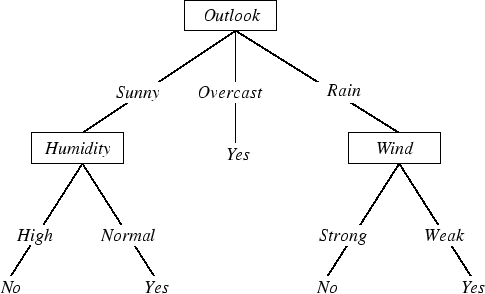 Outlook
Sunny Overcast Rain
Humidity Yes Wind
High Normal Strong Weak
No Yes No Yes